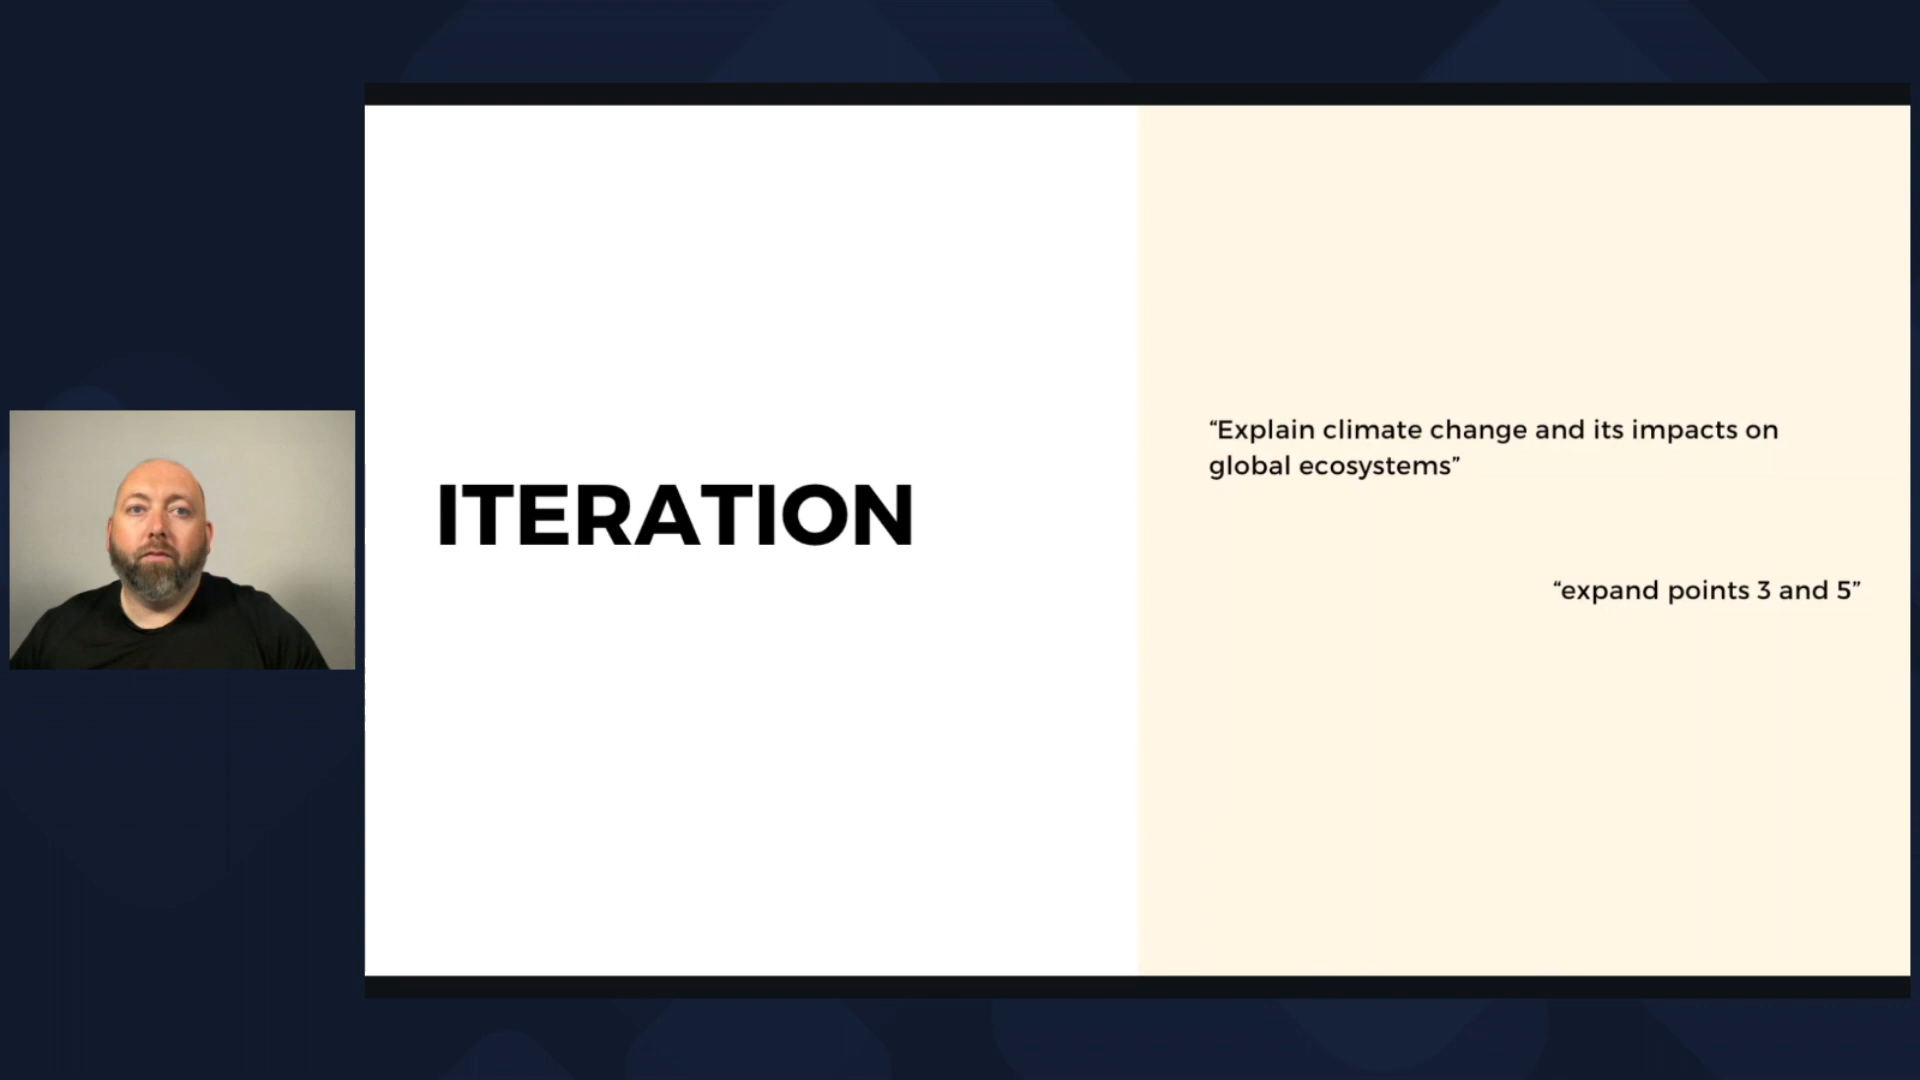 ITERATION
“Explain climate change and its impacts on
global ecosystems”
“expand points 3 and 5”